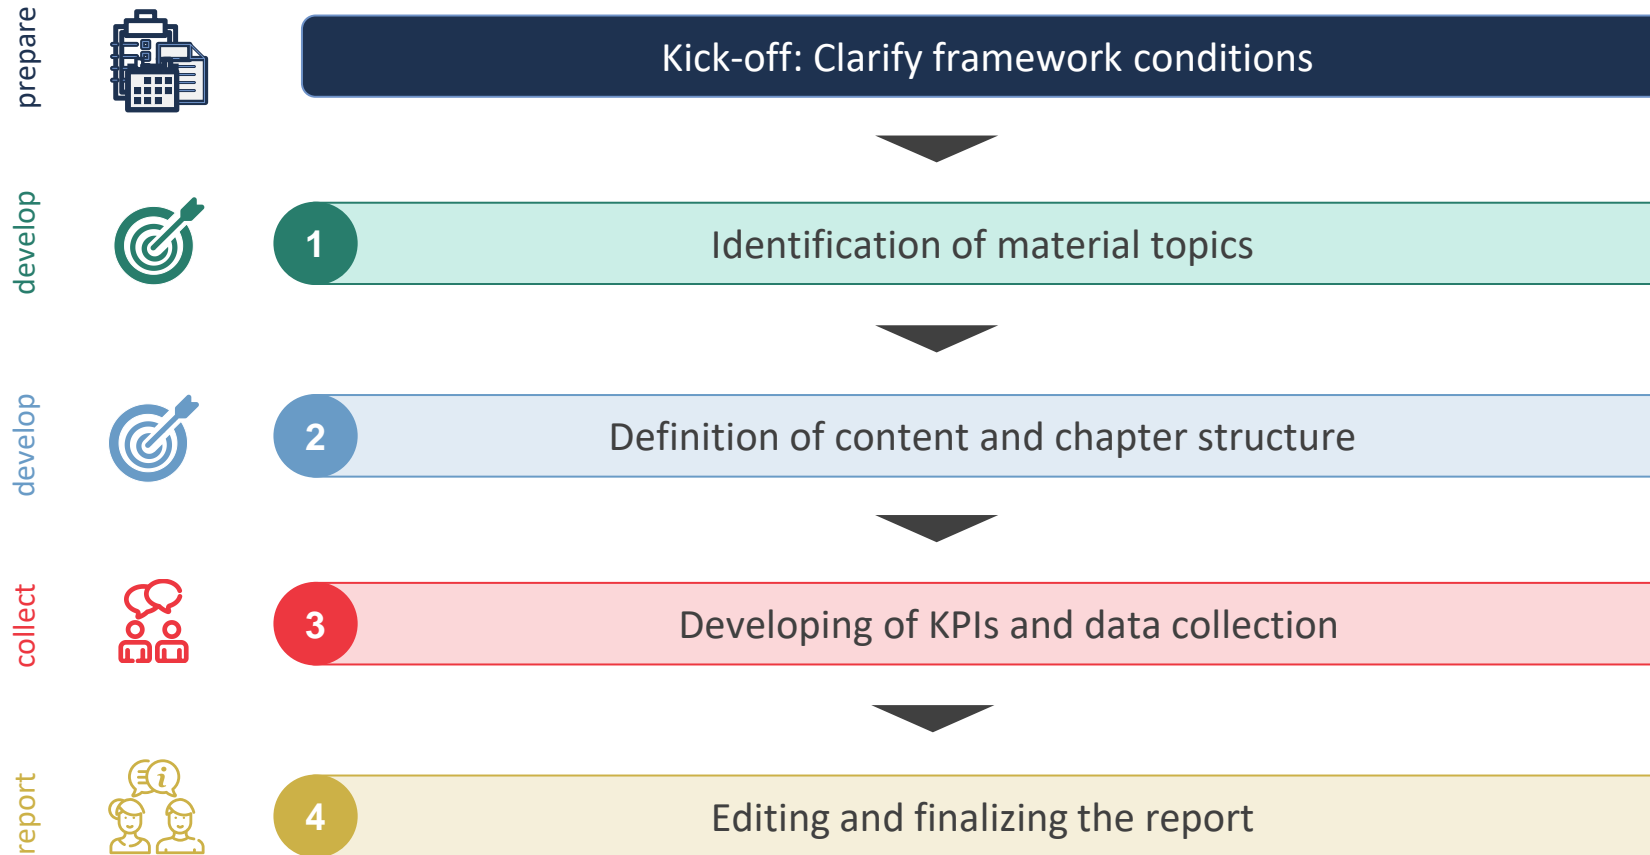 prepare
Kick-off: Clarify framework conditions
develop
1
Identification of material topics
develop
2
Definition of content and chapter structure
collect
3
Developing of KPIs and data collection
report
i
4
Editing and finalizing the report